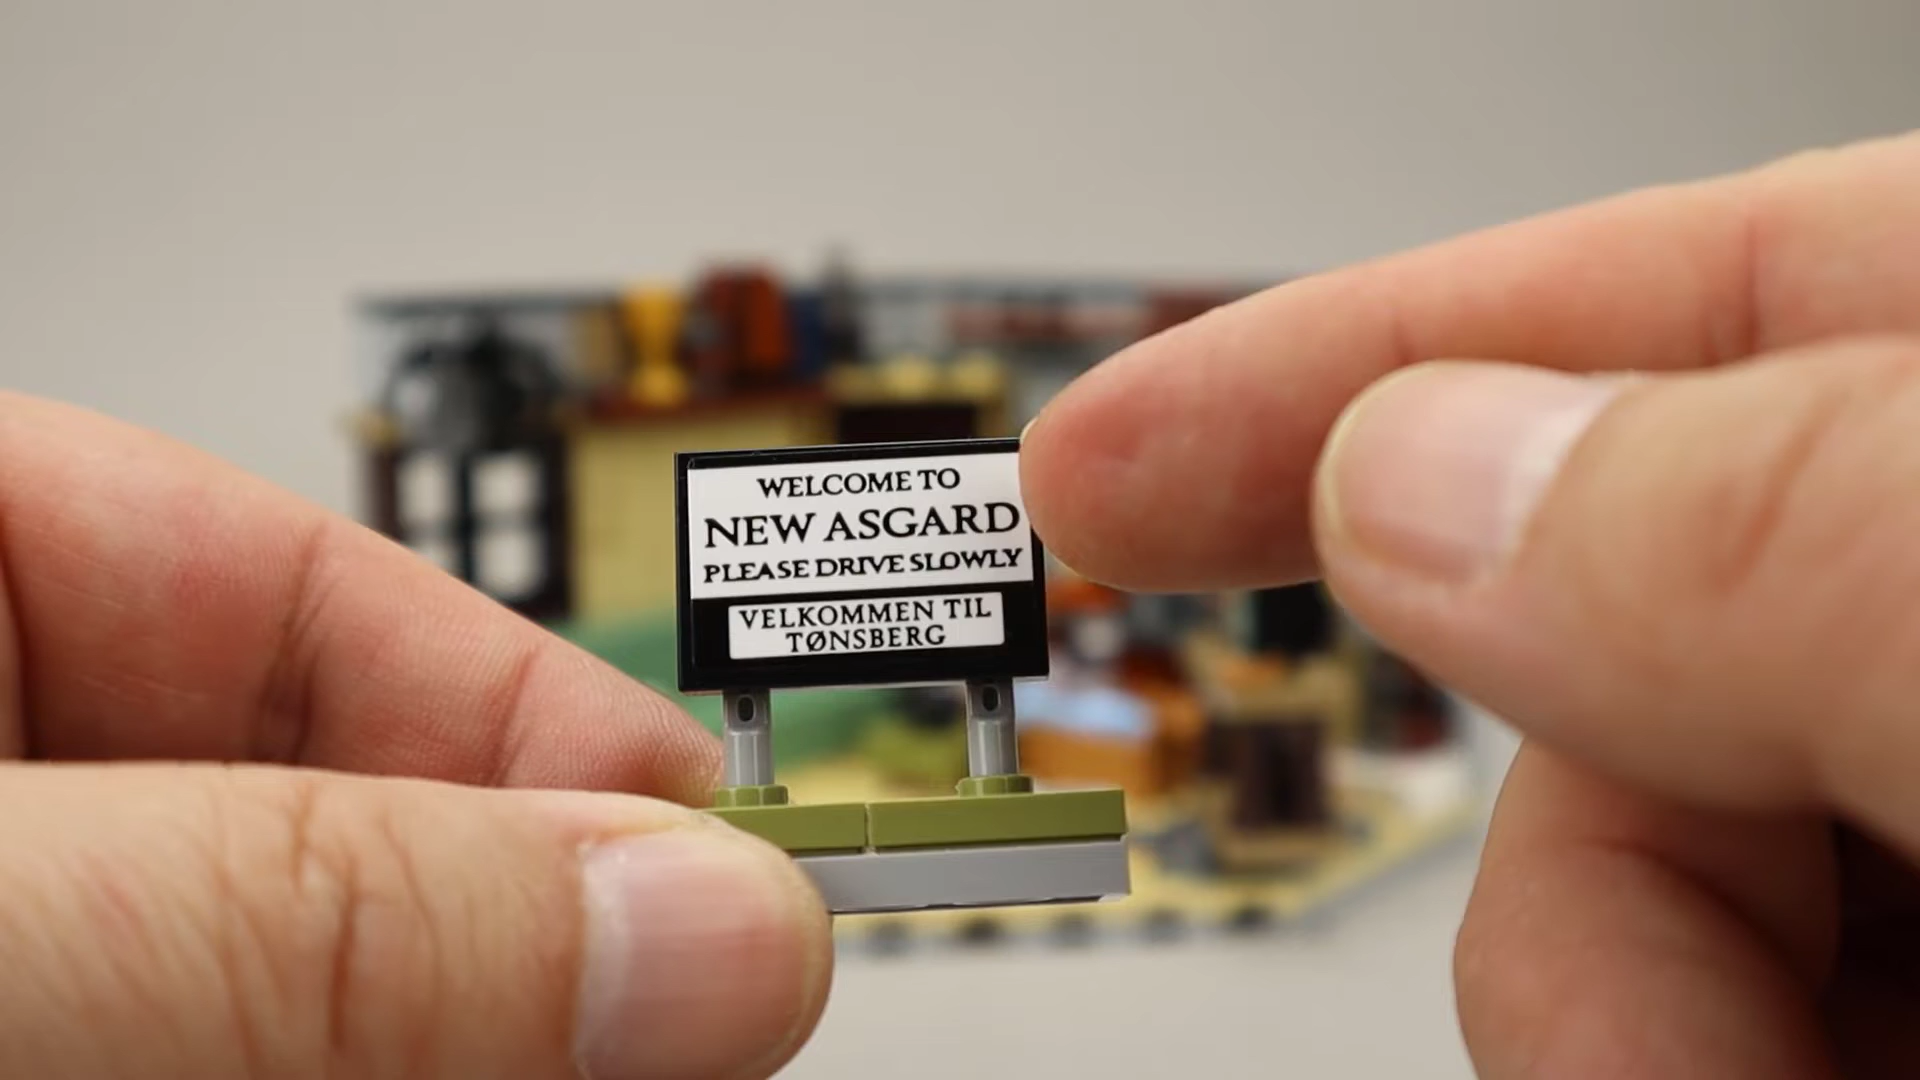 WELCOME TO
NEW ASGARD
PLEASE DRIVE SLOWLY
VELKOMMEN TIL
TØNSBERG